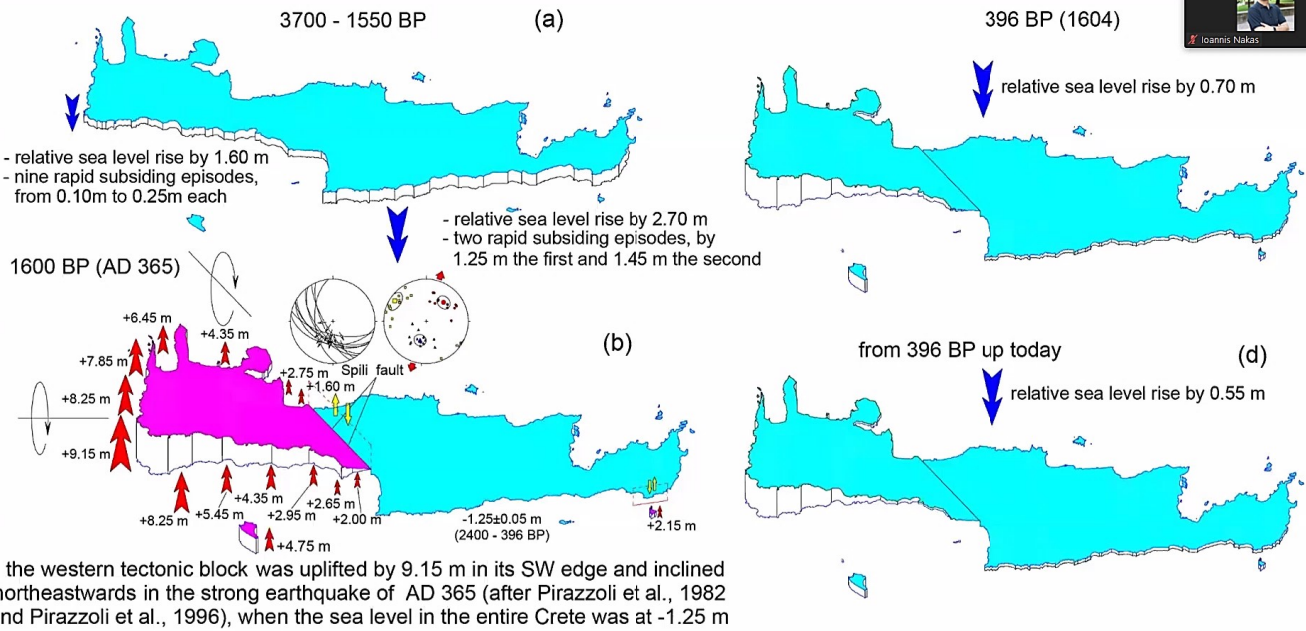 3700 - 1550 BP
(a)
- relative sea level rise by 1.60 m
- nine rapid subsiding episodes,
from 0.10m to 0.25m each
- relative sea level rise by 2.70 m
- two rapid subsiding episodes, by
1.25 m the first and 1.45 m the second
396 BP (1604)
Ioannis Nakas
relative sea level rise by 0.70 m
1600 BP (AD 365)
(b)
+6.45 m
+4.35 m
+7.85 m
+2.75 m
Spili fault
+1.60 m
+8.25 m
+9.15 m
+8.25 m
+5.45 m
+4.35 m
+2.95 m
+2.65 m
+2.00 m
+4.75 m
-1.25±0.05 m
(2400 - 396 BP)
+2.15 m
the western tectonic block was uplifted by 9.15 m in its SW edge and inclined
northeastwards in the strong earthquake of AD 365 (after Pirazzoli et al., 1982
nd Pirazzoli et al., 1996), when the sea level in the entire Crete was at -1.25 m
from 396 BP up today
(d)
relative sea level rise by 0.55 m